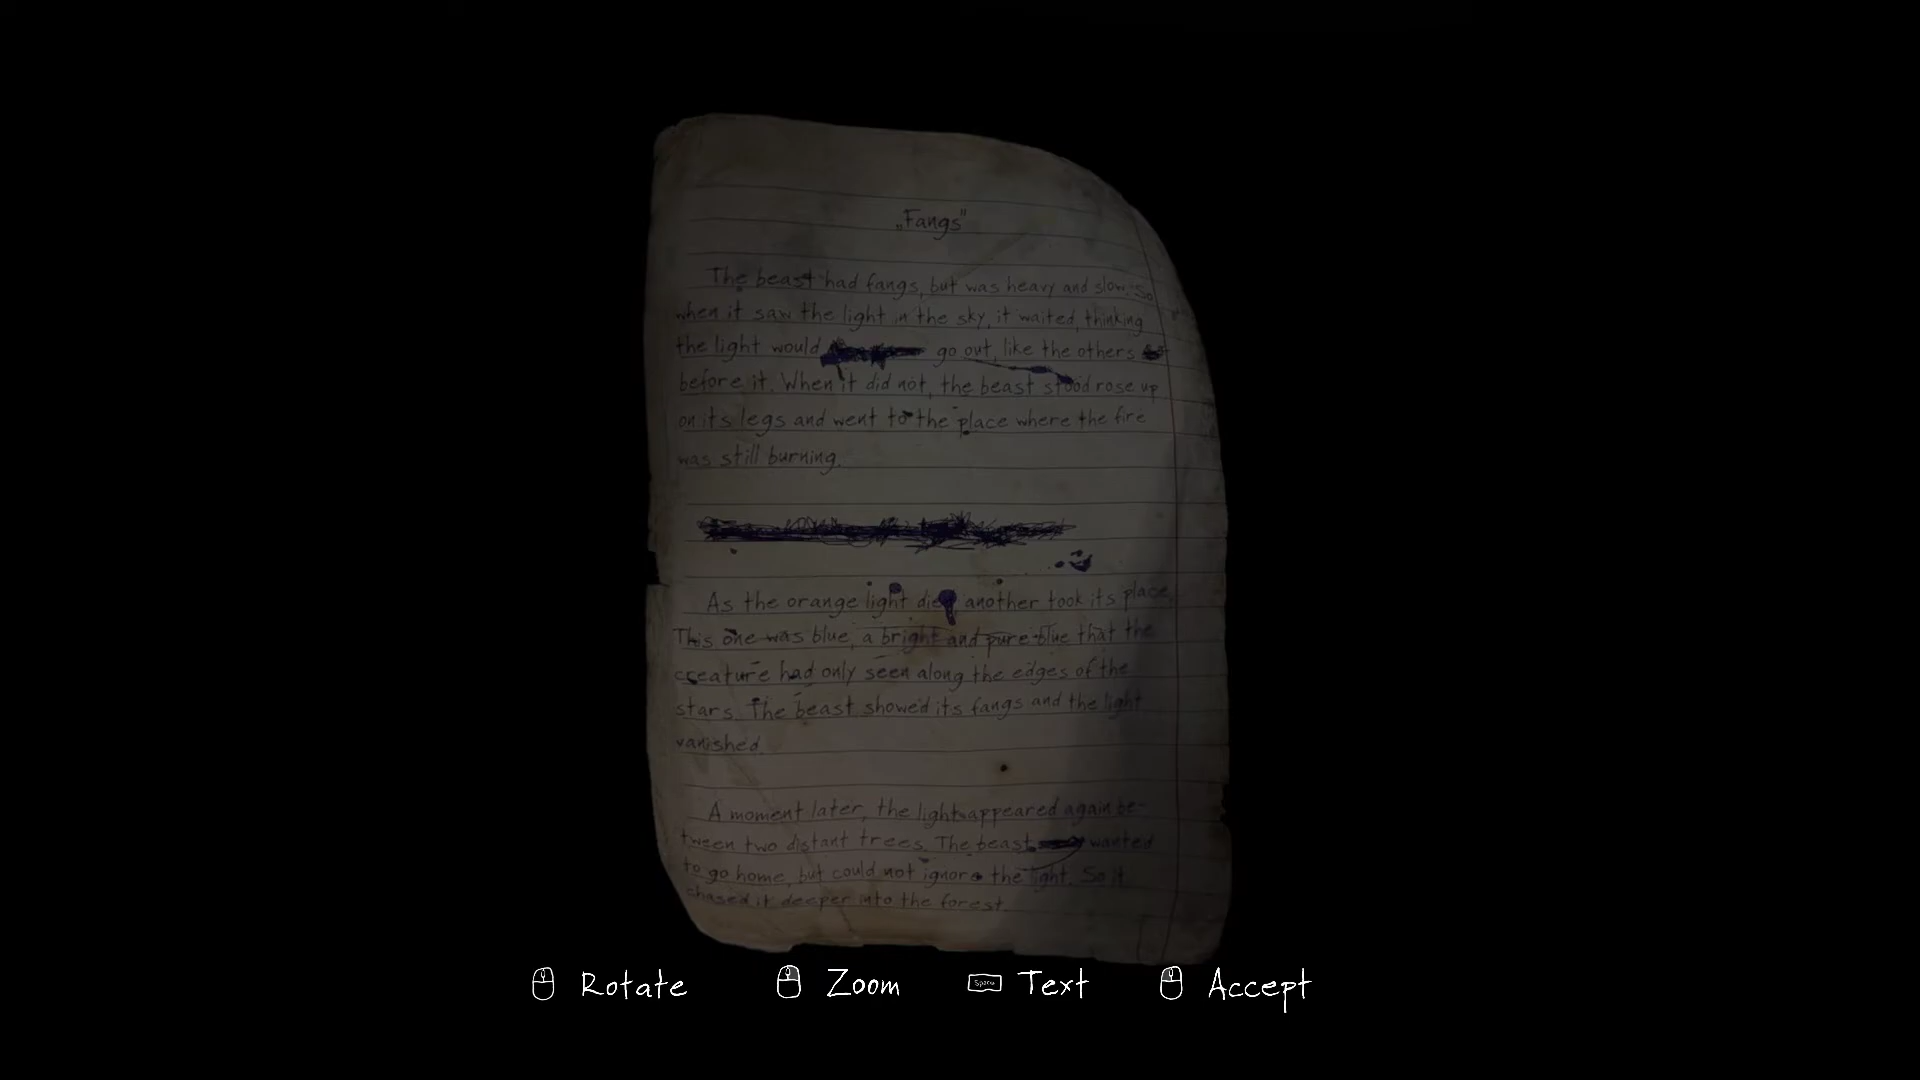 „Fangs"
The beast had fangs, but was heavy and slow. So
when it saw the light in the sky, it waited, thinking
the light would go out, like the others
before it. When it did not, the beast stood rose up
on its legs and went to the place where the fire
was still burning.
As the orange light died, another took its place.
This one was blue, a bright and pure blue that the
creature had only seen along the edges of the
stars. The beast showed its fangs and the light
vanished.
A moment later, the light appeared again be-
tween two distant trees. The beast wanted
to go home, but could not ignore the light. So it
chased it deeper into the forest.
Rotate Zoom Space Text Accept